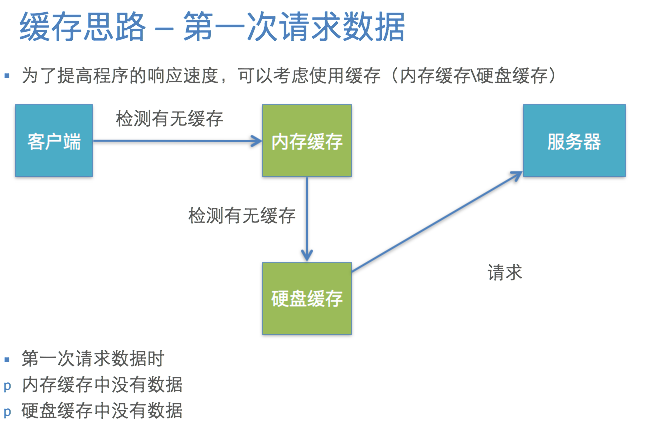 缓存思路 – 第一次请求数据
▪ 为了提高程序的响应速度，可以考虑使用缓存（内存缓存\硬盘缓存）
客户端
检测有无缓存
内存缓存
服务器
检测有无缓存
请求
硬盘缓存
▪ 第一次请求数据时
p 内存缓存中没有数据
p 硬盘缓存中没有数据